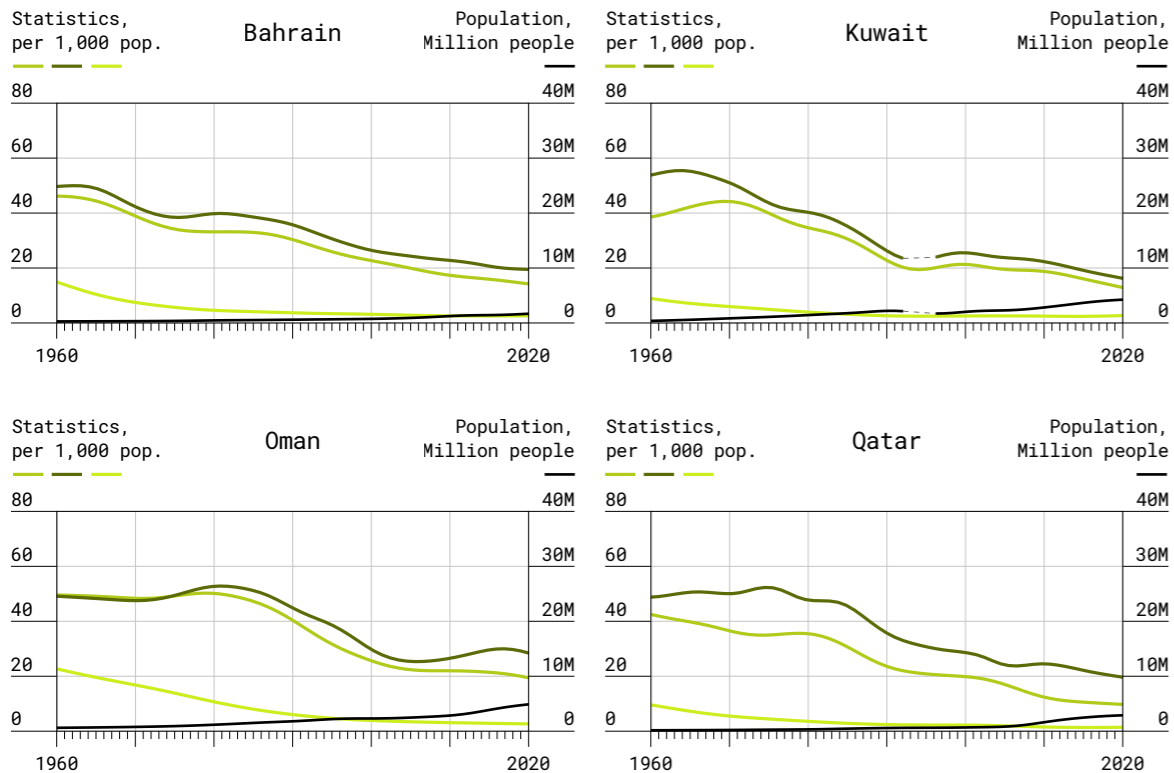 Statistics,
per 1,000 pop.
Bahrain
Population,
Million people
80
60
40
20
0
40M
30M
20M
10M
0
1960
2020
Statistics,
per 1,000 pop.
Kuwait
Population,
Million people
80
60
40
20
0
40M
30M
20M
10M
0
1960
2020
Statistics,
per 1,000 pop.
Oman
Population,
Million people
80
60
40
20
0
40M
30M
20M
10M
0
1960
2020
Statistics,
per 1,000 pop.
Qatar
Population,
Million people
80
60
40
20
0
40M
30M
20M
10M
0
1960
2020